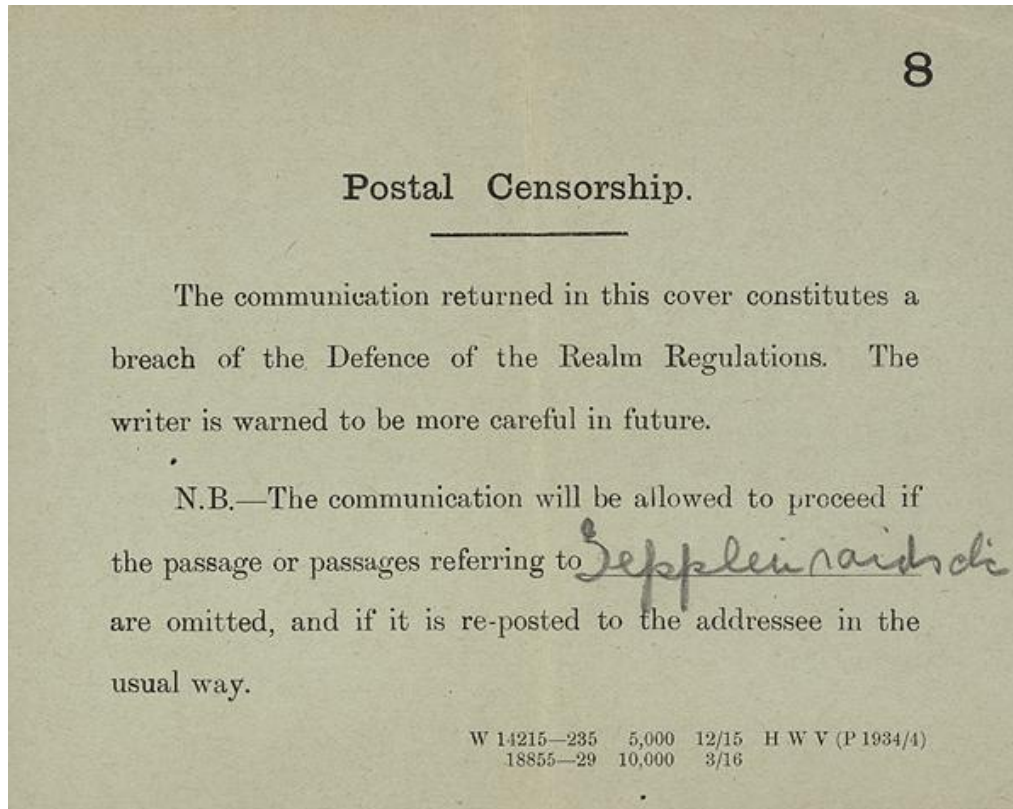 8
Postal Censorship.
The communication returned in this cover constitutes a
breach of the Defence of the Realm Regulations. The
writer is warned to be more careful in future.
N.B.—The communication will be allowed to proceed if
the passage or passages referring to Zepplein raids
are omitted, and if it is re-posted to the addressee in the
usual way.
W 14215—235 5,000 12/15 H W V (P 1934/4)
18855—29 10,000 3/16